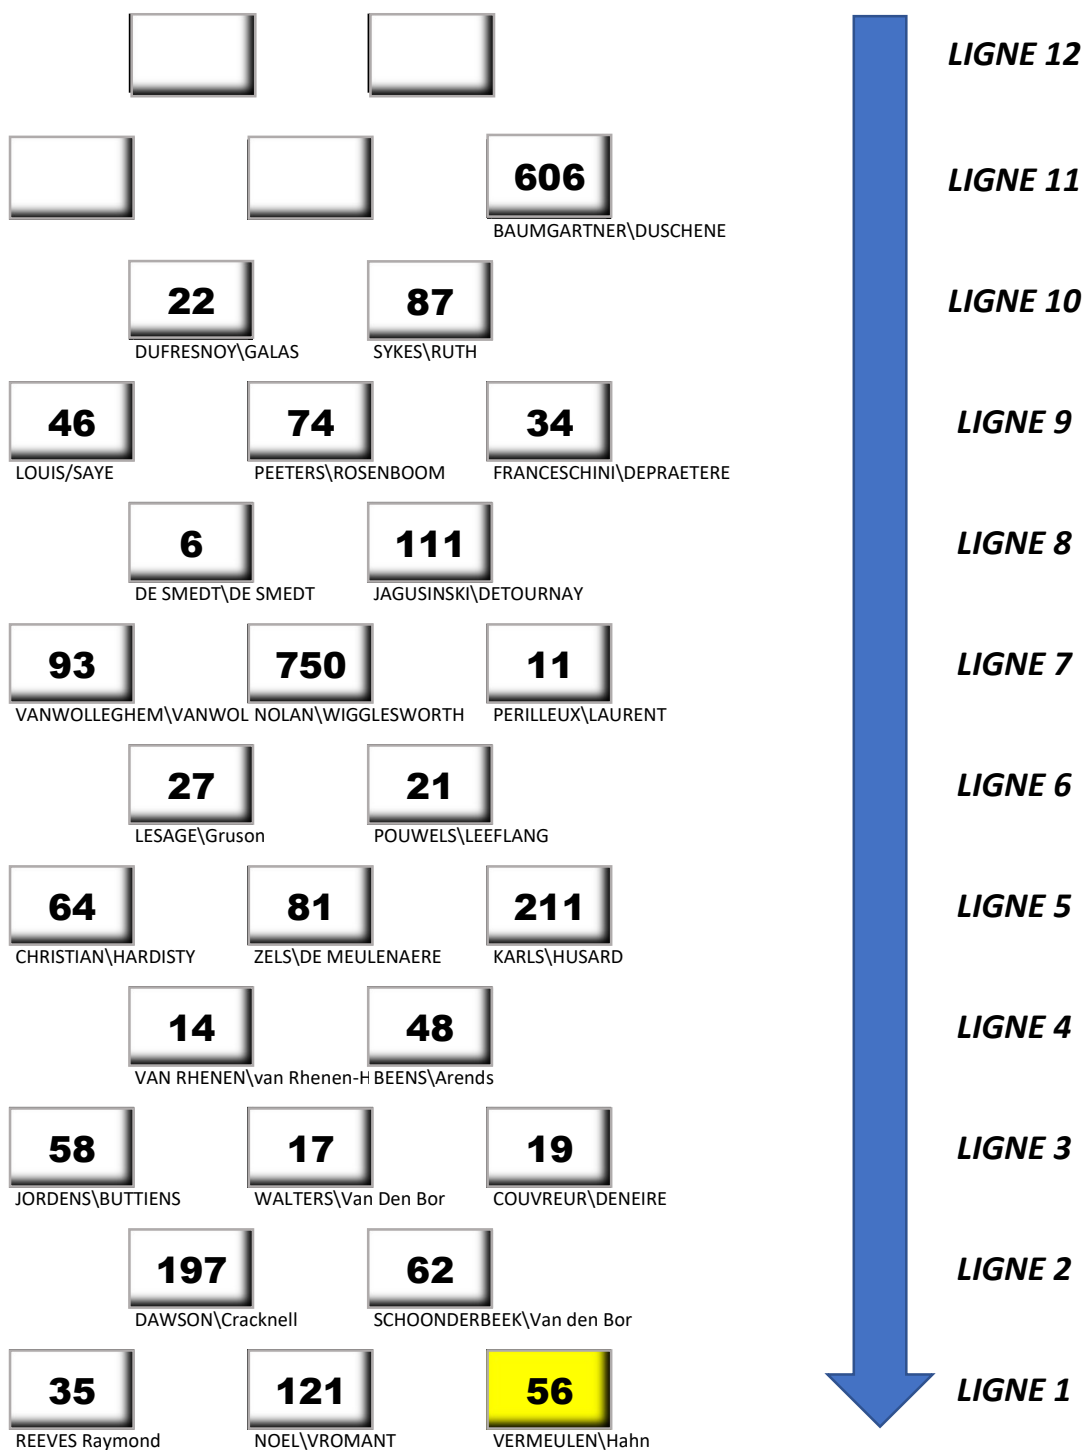 LIGNE 12
606 LIGNE 11
BAUMGARTNER\DUSCHENE
22 87 LIGNE 10
DUFRESNOY\GALAS SYKES\RUTH
46 74 34 LIGNE 9
LOUIS/SAYE PEETERS\ROSENBOOM FRANCESCHINI\DEPRAETERE
6 111 LIGNE 8
DE SMEDT\DE SMEDT JAGUSINSKI\DETOURNAY
93 750 11 LIGNE 7
VANWOLLEGHEM\VANWOL NOLAN\WIGGLESWORTH PERILLEUX\LAURENT
27 21 LIGNE 6
LESAGE\Gruson POUWELS\LEEFLANG
64 81 211 LIGNE 5
CHRISTIAN\HARDISTY ZELS\DE MEULENAERE KARLS\HUSARD
14 48 LIGNE 4
VAN RHENEN\van Rhenen-H BEENS\Arends
58 17 19 LIGNE 3
JORDENS\BUTTIENS WALTERS\Van Den Bor COUVREUR\DENEIRE
197 62 LIGNE 2
DAWSON\Cracknell SCHOONDERBEEK\Van den Bor
35 121 56 LIGNE 1
REEVES Raymond NOEL\VROMANT VERMEULEN\Hahn